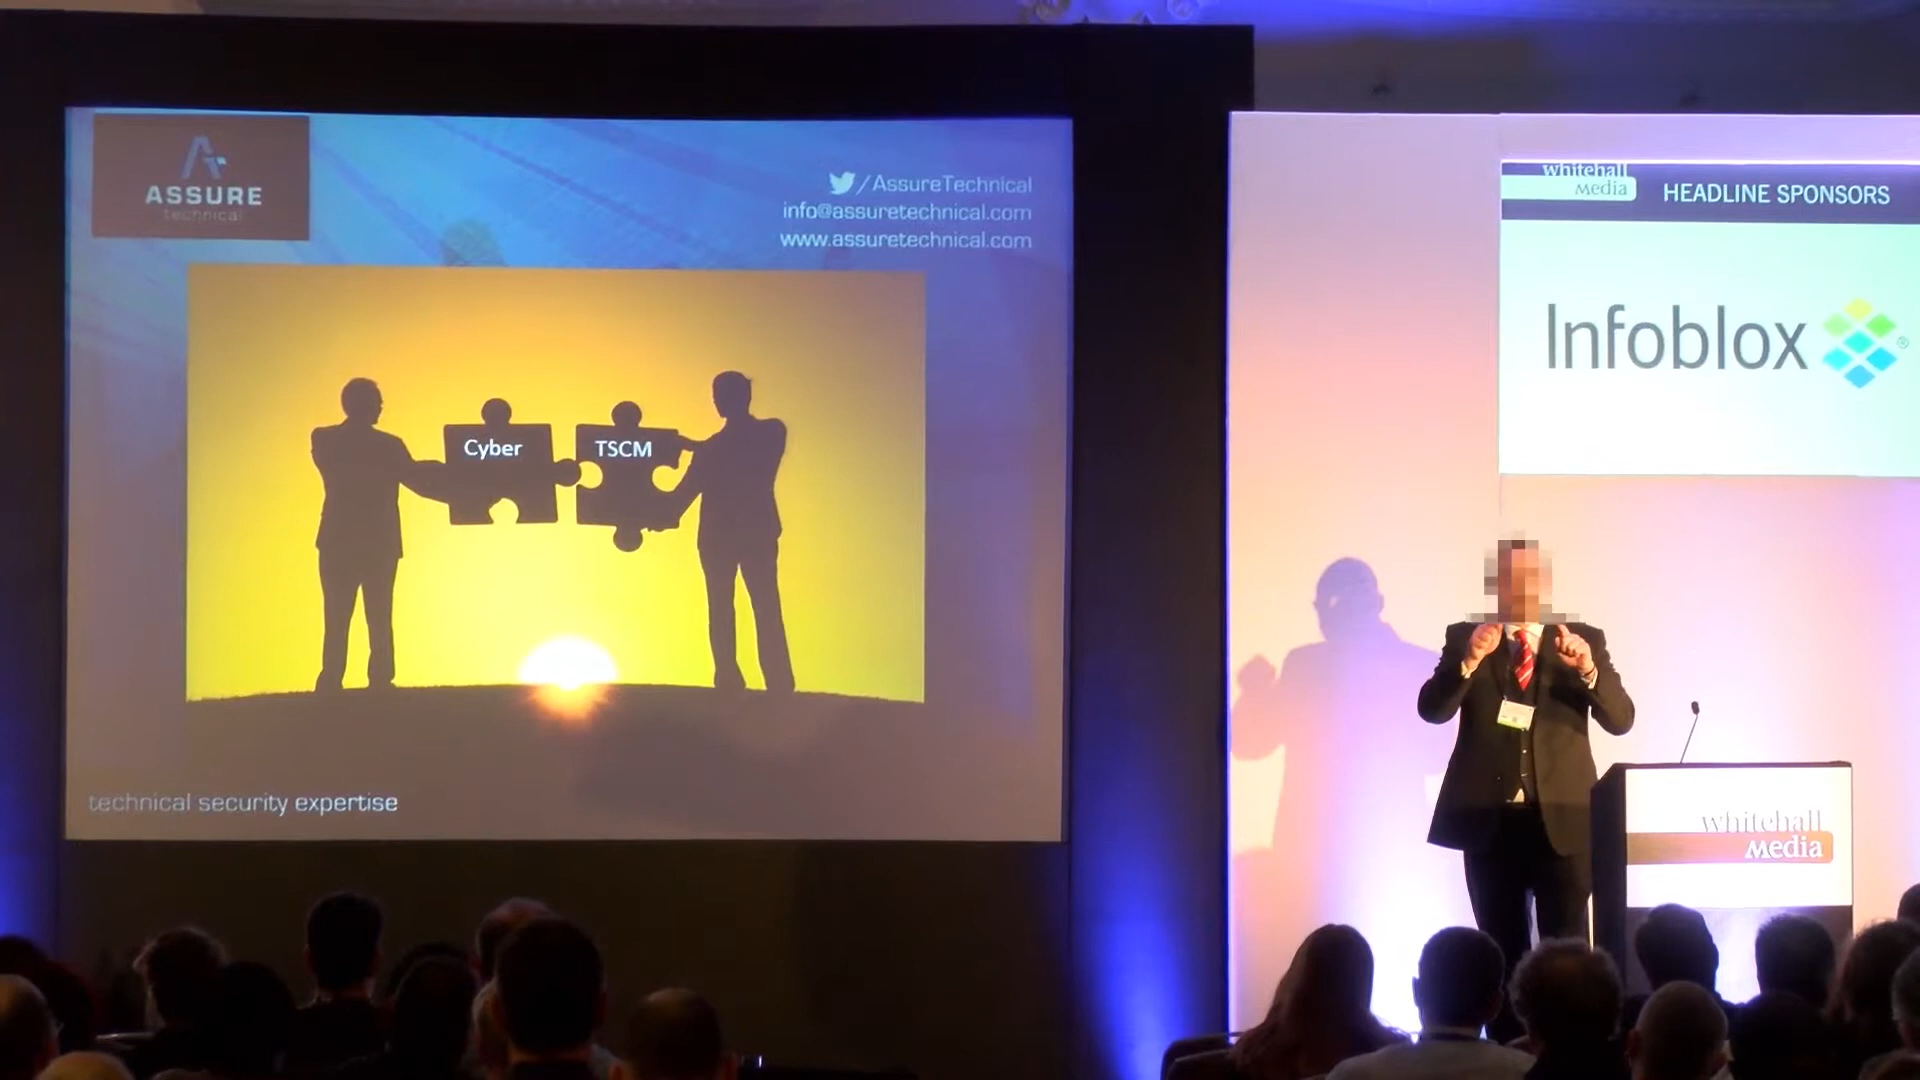 ASSURE
technical
/AssureTechnical
info@assuretechnical.com
www.assuretechnical.com
Cyber
TSCM
technical security expertise
whitehall
media
HEADLINE SPONSORS
Infoblox®
whitehall
media